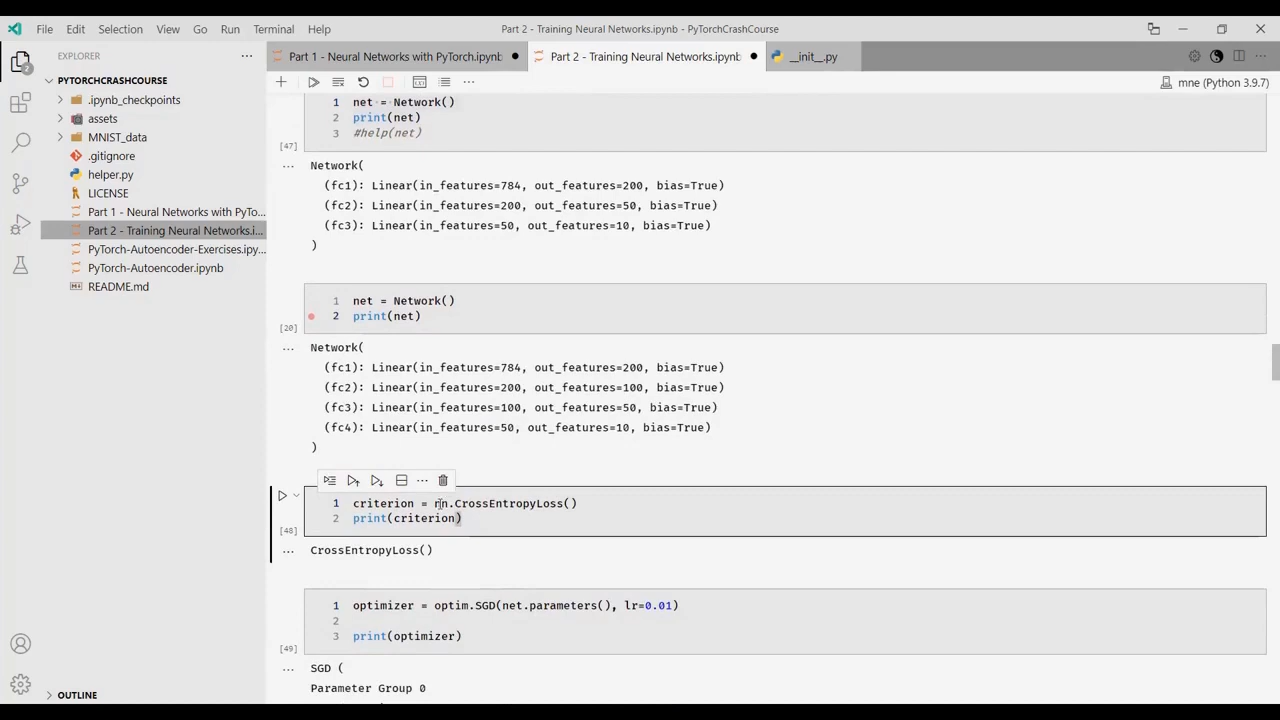 File Edit Selection View Go Run Terminal Help Part 2 - Training Neural Networks.ipynb - PyTorchCrashCourse
EXPLORER ... Part 1 - Neural Networks with PyTorch.ipynb Part 2 - Training Neural Networks.ipynb __init__.py
PYTORCHCRASHCOURSE
mne (Python 3.9.7)
.ipynb_checkpoints
assets
MNIST_data
.gitignore
helper.py
LICENSE
Part 1 - Neural Networks with PyTo...
Part 2 - Training Neural Networks.i...
PyTorch-Autoencoder-Exercises.ipy...
PyTorch-Autoencoder.ipynb
README.md
OUTLINE
2
1 net = Network()
2 print(net)
3 #help(net)
[47]
... Network(
(fc1): Linear(in_features=784, out_features=200, bias=True)
(fc2): Linear(in_features=200, out_features=50, bias=True)
(fc3): Linear(in_features=50, out_features=10, bias=True)
)
1 net = Network()
2 print(net)
[20]
... Network(
(fc1): Linear(in_features=784, out_features=200, bias=True)
(fc2): Linear(in_features=200, out_features=100, bias=True)
(fc3): Linear(in_features=100, out_features=50, bias=True)
(fc4): Linear(in_features=50, out_features=10, bias=True)
)
1 criterion = nn.CrossEntropyLoss()
2 print(criterion)
[48]
... CrossEntropyLoss()
1 optimizer = optim.SGD(net.parameters(), lr=0.01)
2
3 print(optimizer)
[49]
... SGD (
Parameter Group 0